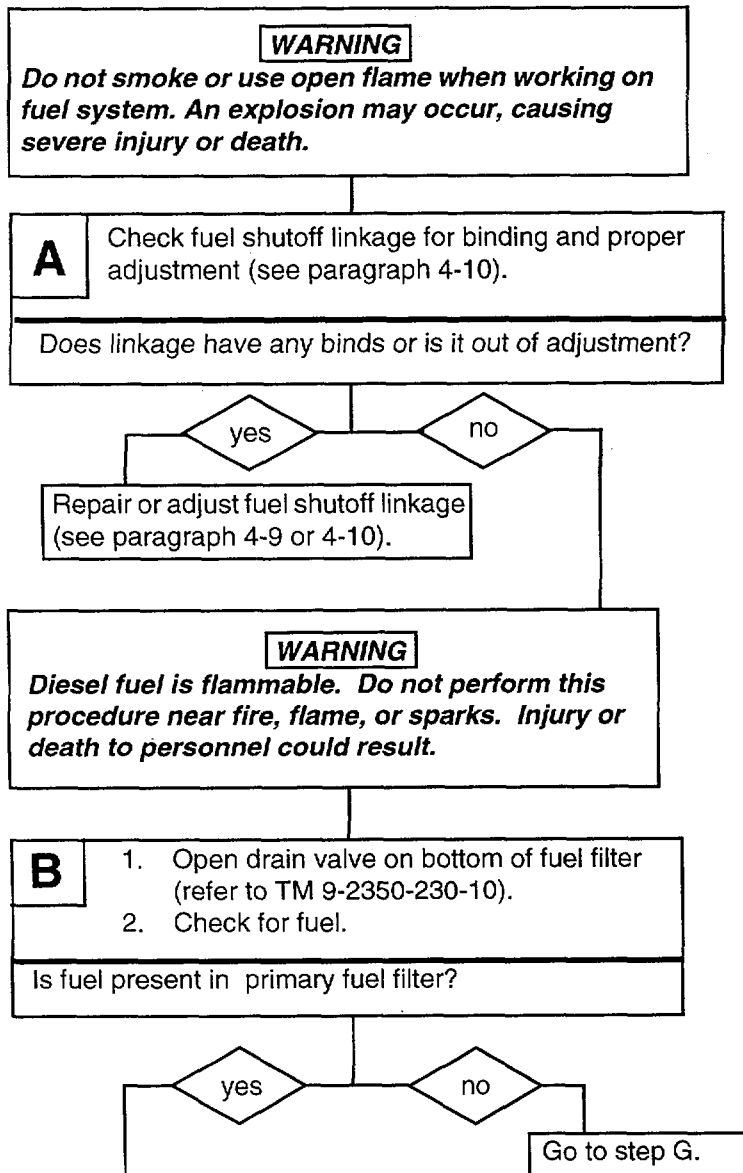 WARNING
Do not smoke or use open flame when working on
fuel system. An explosion may occur, causing
severe injury or death.
A
Check fuel shutoff linkage for binding and proper
adjustment (see paragraph 4-10).
Does linkage have any binds or is it out of adjustment?
yes
no
Repair or adjust fuel shutoff linkage
(see paragraph 4-9 or 4-10).
WARNING
Diesel fuel is flammable. Do not perform this
procedure near fire, flame, or sparks. Injury or
death to personnel could result.
B
1. Open drain valve on bottom of fuel filter
(refer to TM 9-2350-230-10).
2. Check for fuel.
Is fuel present in primary fuel filter?
yes
no
Go to step G.